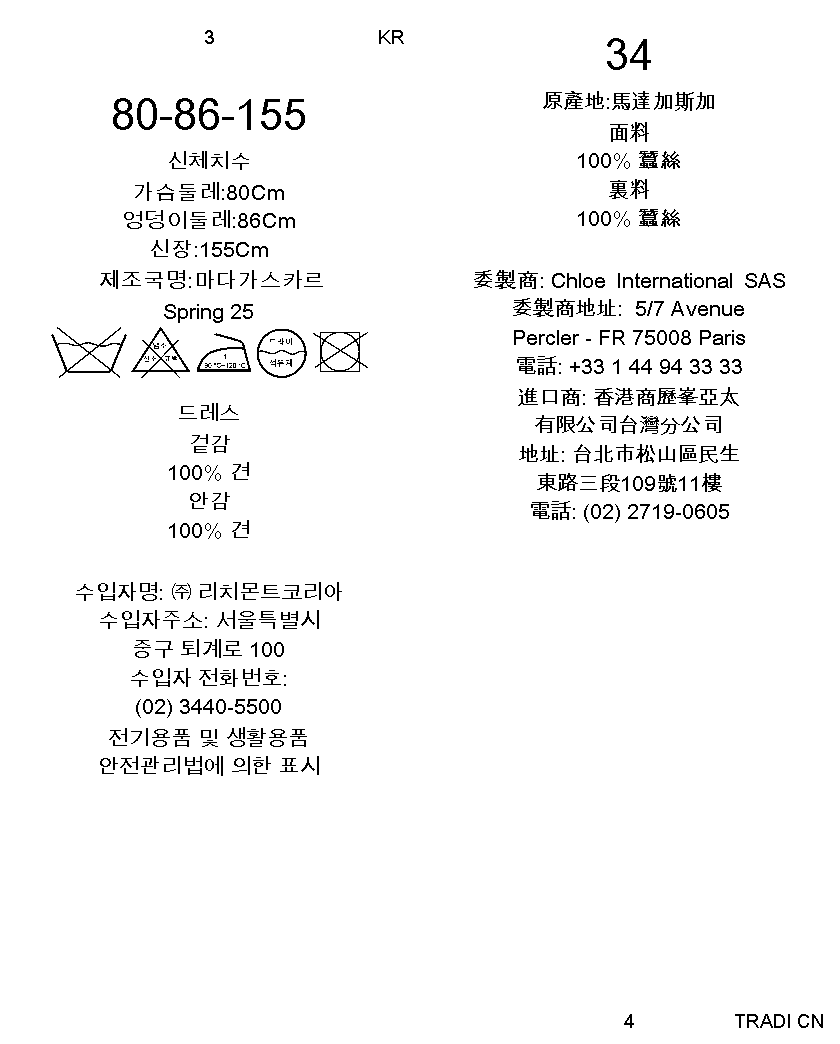 3 KR
80-86-155
신체치수
가슴둘레:80Cm
엉덩이둘레:86Cm
신장:155Cm
제조국명:마다가스카르
Spring 25
염소
산소 표백
1
90 °C~120 °C
드라이
석유계
드레스
겉감
100% 견
안감
100% 견
수입자명: ㈜ 리치몬트코리아
수입자주소: 서울특별시
중구 퇴계로 100
수입자 전화번호:
(02) 3440-5500
전기용품 및 생활용품
안전관리법에 의한 표시
34
原產地:馬達加斯加
面料
100% 蠶絲
裏料
100% 蠶絲
委製商: Chloe International SAS
委製商地址: 5/7 Avenue
Percler - FR 75008 Paris
電話: +33 1 44 94 33 33
進口商: 香港商歷峯亞太
有限公司台灣分公司
地址: 台北市松山區民生
東路三段109號11樓
電話: (02) 2719-0605
4 TRADI CN